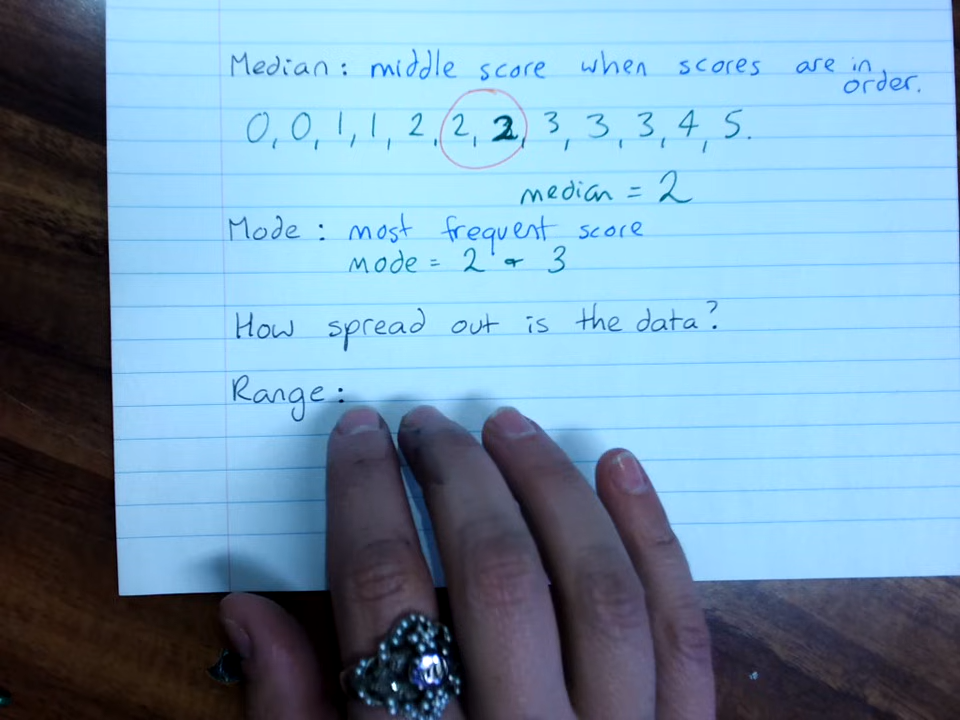 Median: middle score when scores are in order.
0, 0, 1, 1, 2, 2, 2, 3, 3, 3, 4, 5.
median = 2
Mode: most frequent score
mode = 2 & 3
How spread out is the data?
Range: